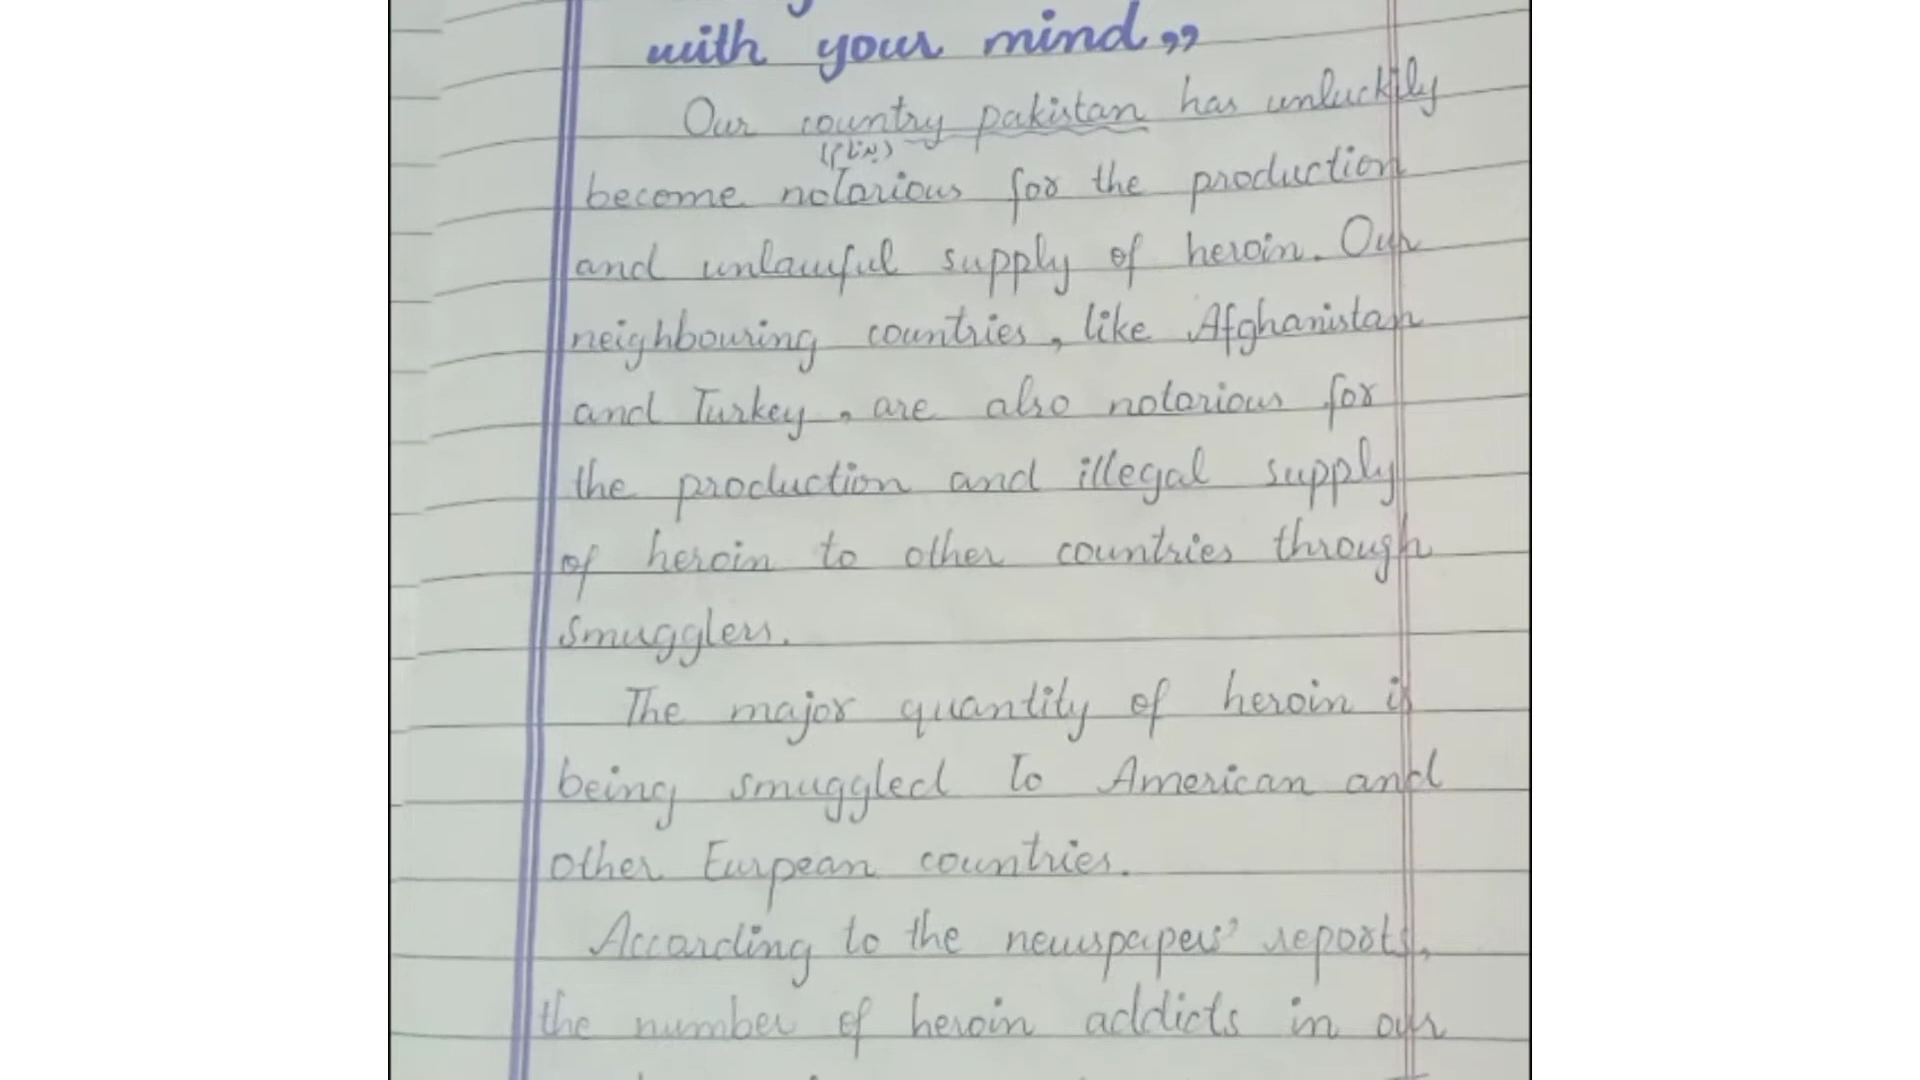 with your mind„
Our country pakistan has unluckily
(بدنام)
become notorious for the production
and unlawful supply of heroin. Our
neighbouring countries, like Afghanistan
and Turkey, are also notorious for
the production and illegal supply
of heroin to other countries through
smugglers.
The major quantity of heroin is
being smuggled to American and
other Eurpean countries.
According to the newspapers' reports,
the number of heroin addicts in our